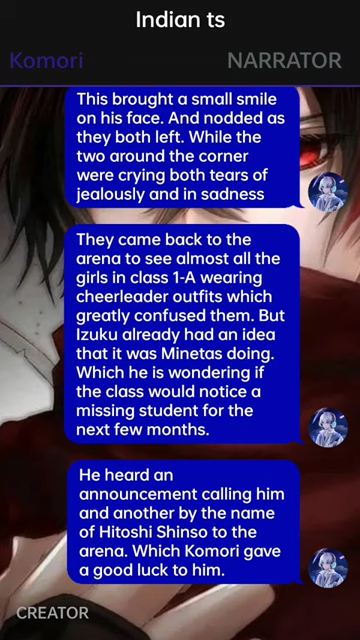 Indian ts
Komori
NARRATOR
This brought a small smile
on his face. And nodded as
they both left. While the
two around the corner
were crying both tears of
jealously and in sadness
They came back to the
arena to see almost all the
girls in class 1-A wearing
cheerleader outfits which
greatly confused them. But
Izuku already had an idea
that it was Minetas doing.
Which he is wondering if
the class would notice a
missing student for the
next few months.
He heard an
announcement calling him
and another by the name
of Hitoshi Shinso to the
arena. Which Komori gave
a good luck to him.
CREATOR